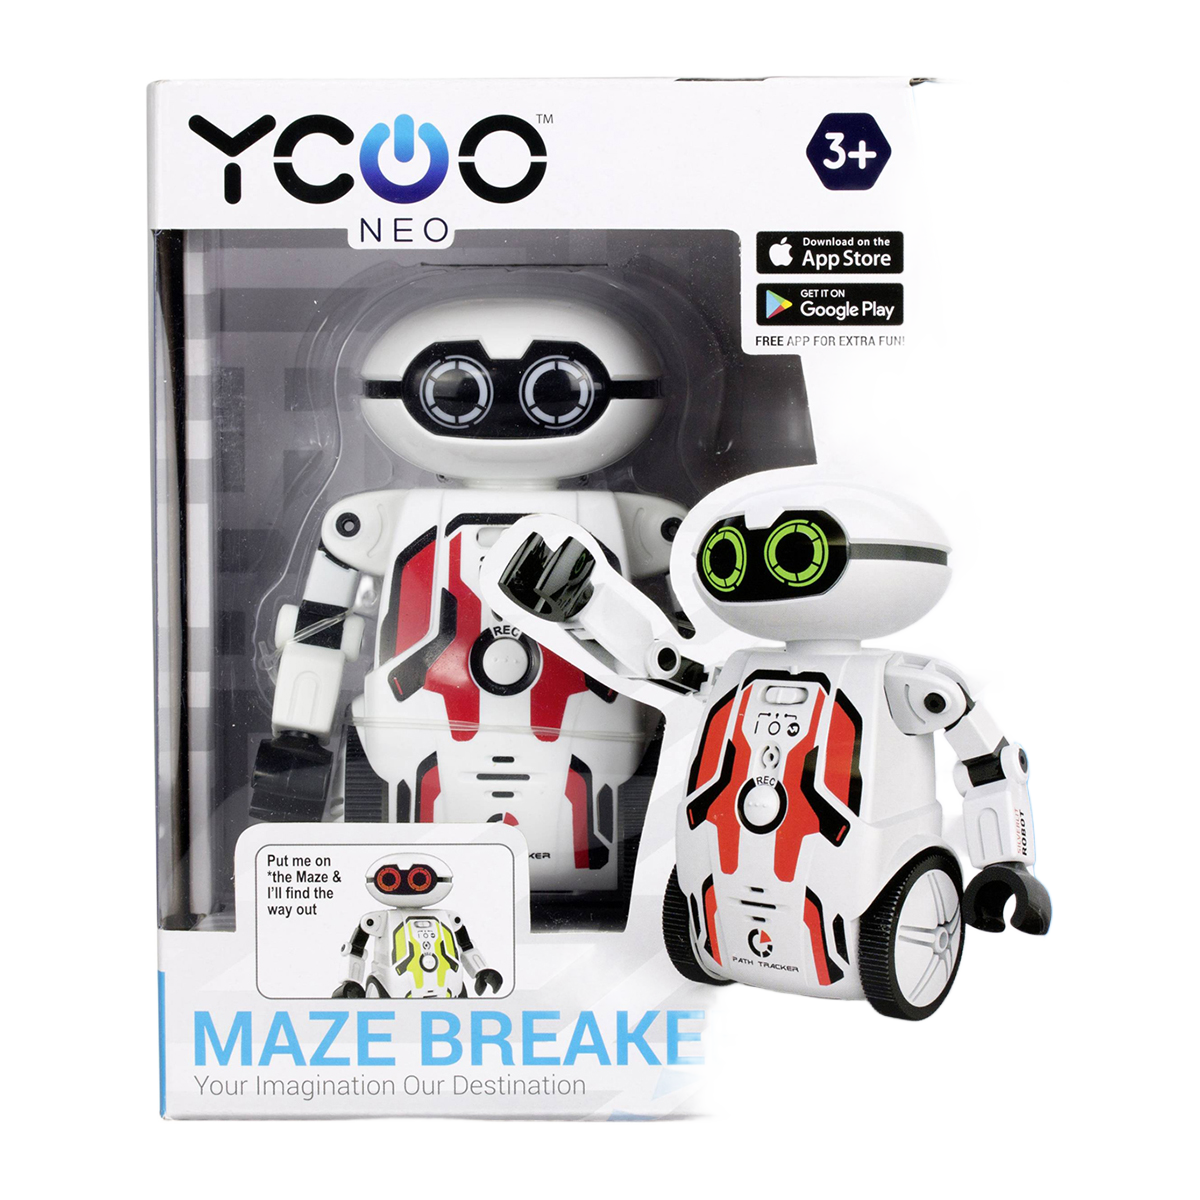 YCOO™
NEO
3+
Download on the
App Store
GET IT ON
Google Play
FREE APP FOR EXTRA FUN!
REC
KER
I O
REC
SILVERLIT
ROBOT
PATH TRACKER
Put me on
*the Maze &
I'll find the
way out
MAZE BREAKE
Your Imagination Our Destination